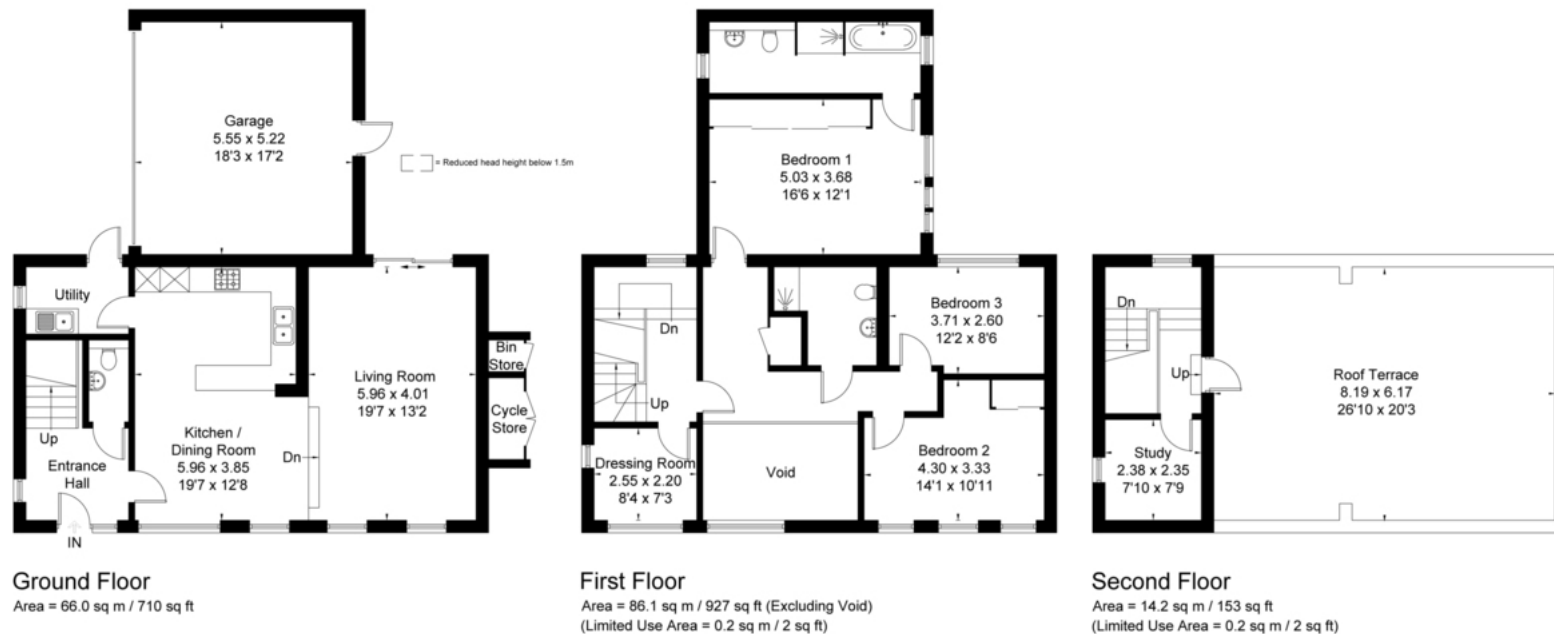 Garage
5.55 x 5.22
18'3 x 17'2
= Reduced head height below 1.5m
Utility
Up
Entrance
Hall
IN
Kitchen /
Dining Room
5.96 x 3.85
19'7 x 12'8
Dn
Living Room
5.96 x 4.01
19'7 x 13'2
Bin
Store
Cycle
Store
Ground Floor
Area = 66.0 sq m / 710 sq ft
Bedroom 1
5.03 x 3.68
16'6 x 12'1
Dn
Up
Bedroom 3
3.71 x 2.60
12'2 x 8'6
Dressing Room
2.55 x 2.20
8'4 x 7'3
Void
Bedroom 2
4.30 x 3.33
14'1 x 10'11
First Floor
Area = 86.1 sq m / 927 sq ft (Excluding Void)
(Limited Use Area = 0.2 sq m / 2 sq ft)
Dn
Up
Study
2.38 x 2.35
7'10 x 7'9
Roof Terrace
8.19 x 6.17
26'10 x 20'3
Second Floor
Area = 14.2 sq m / 153 sq ft
(Limited Use Area = 0.2 sq m / 2 sq ft)